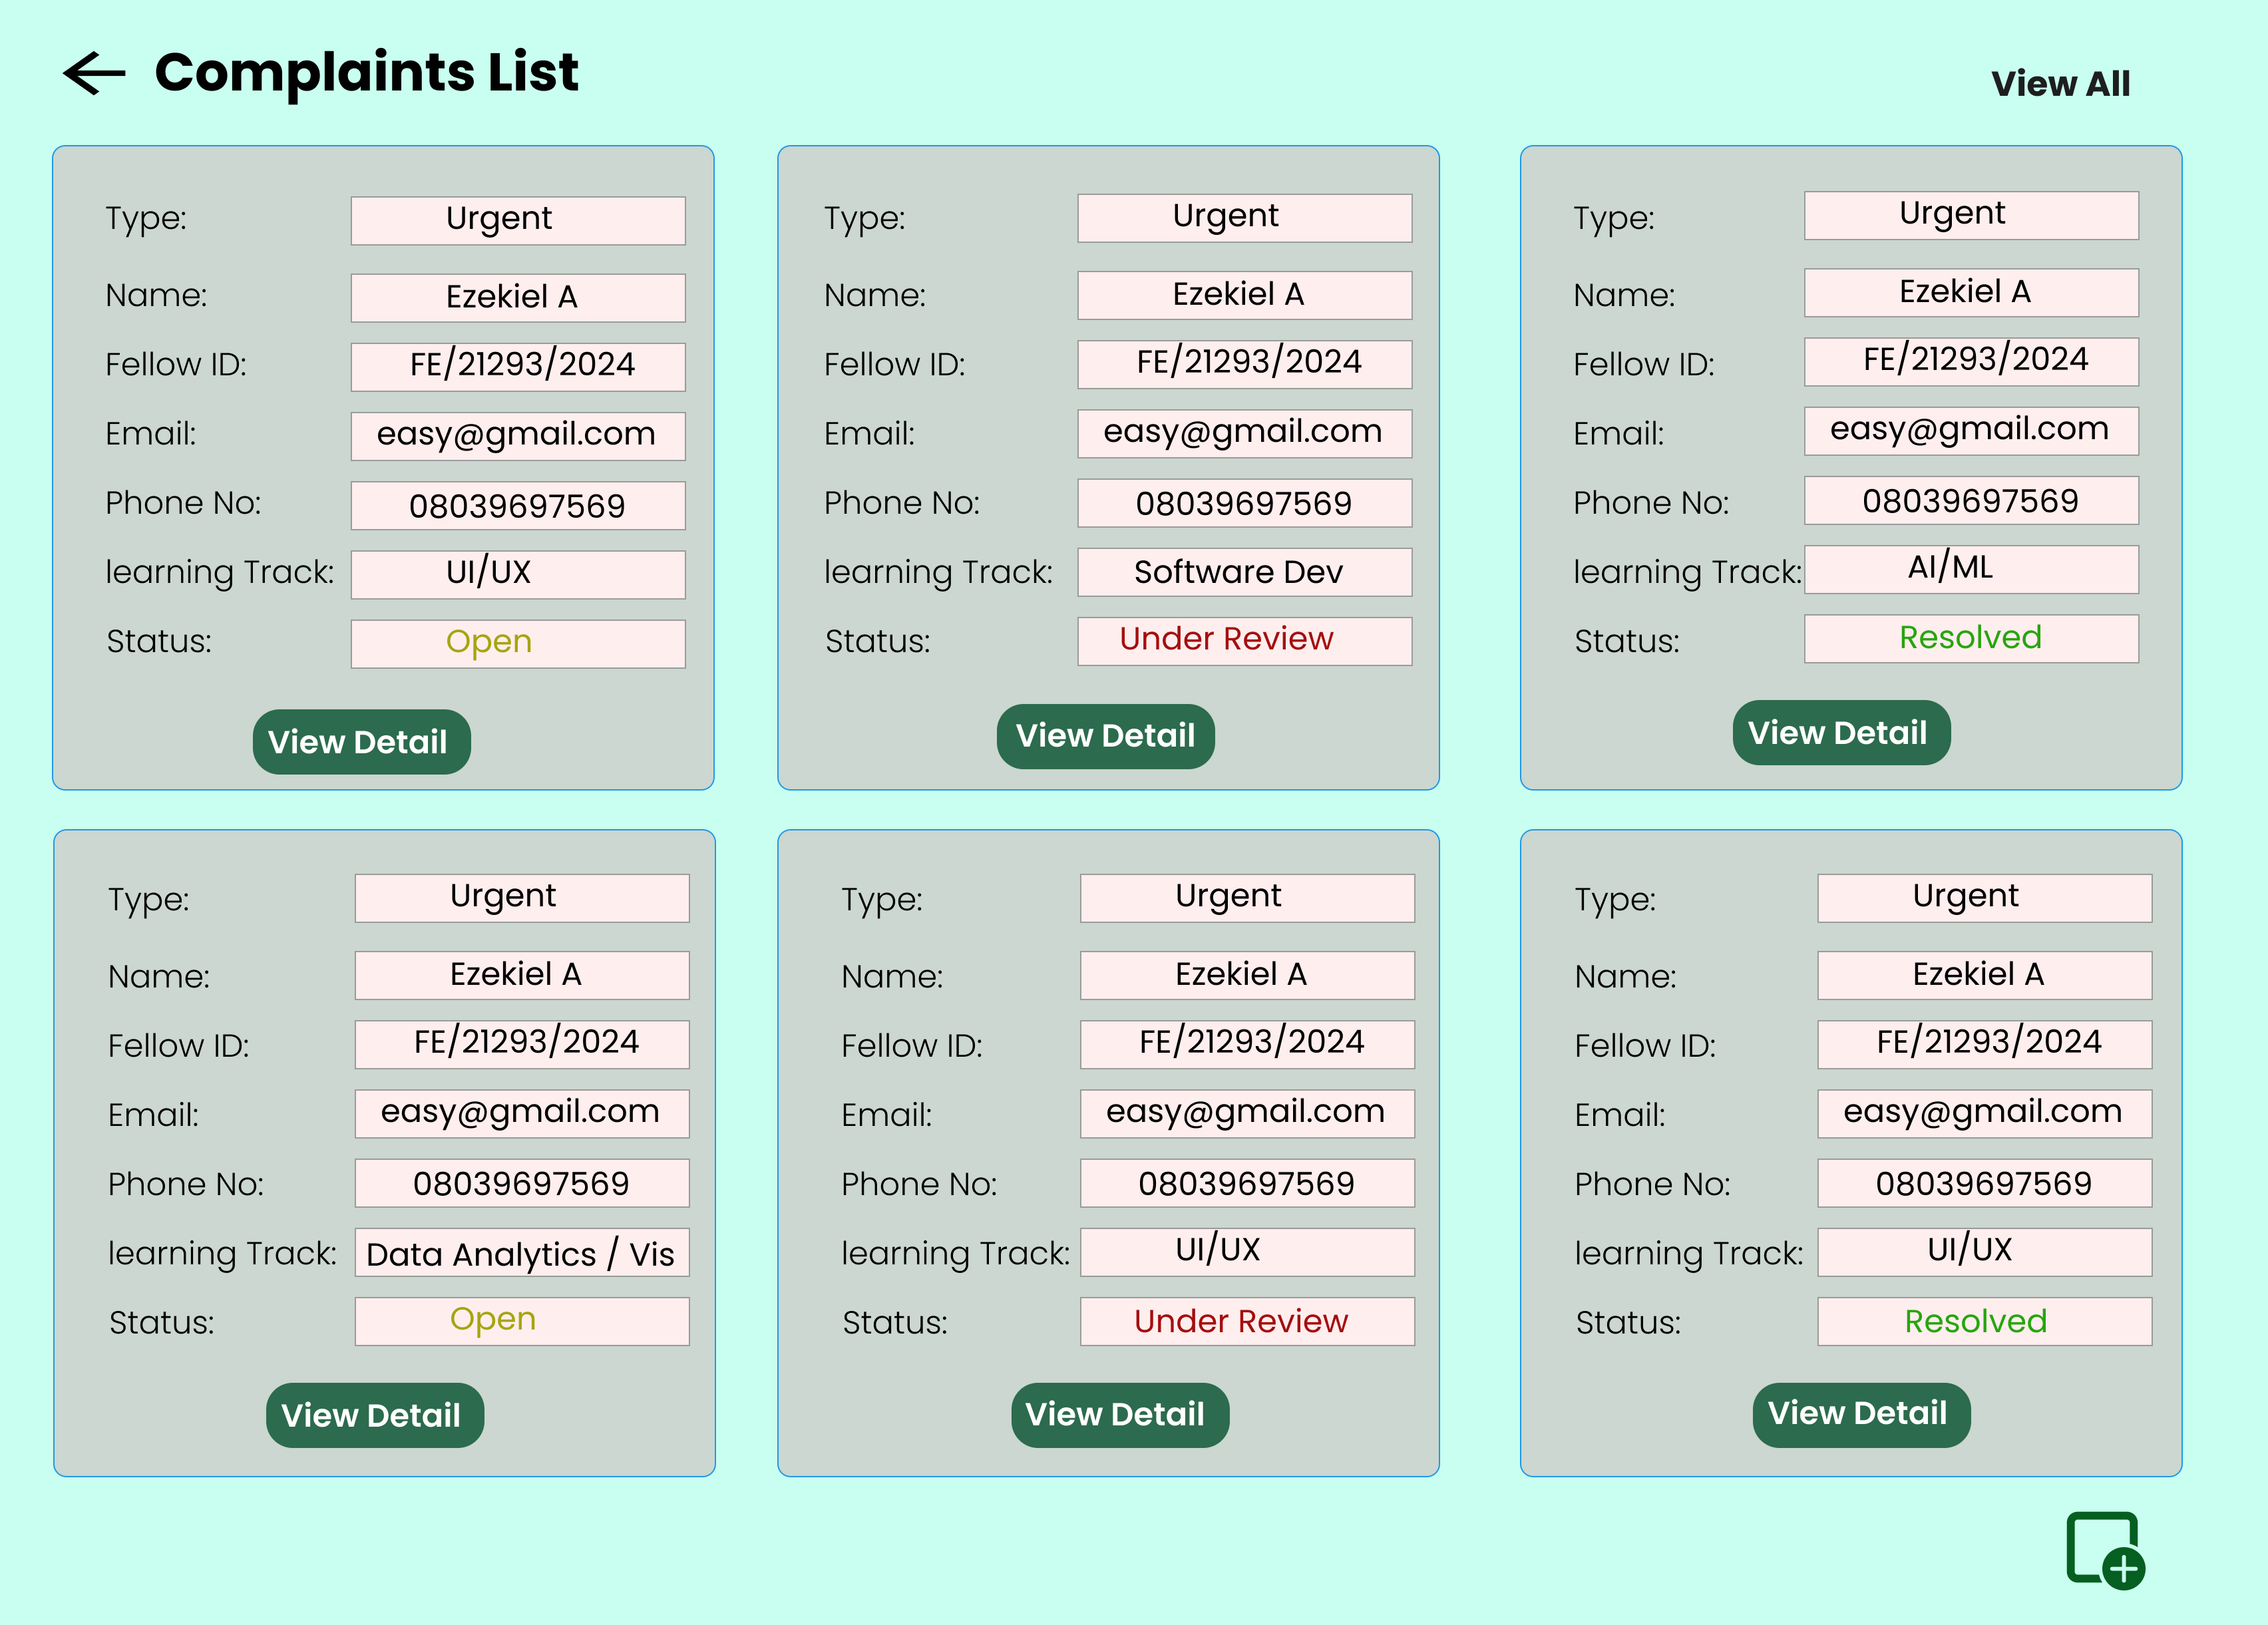 Complaints List
View All
Type: Urgent
Name: Ezekiel A
Fellow ID: FE/21293/2024
Email: easy@gmail.com
Phone No: 08039697569
learning Track: UI/UX
Status: Open
View Detail
Type: Urgent
Name: Ezekiel A
Fellow ID: FE/21293/2024
Email: easy@gmail.com
Phone No: 08039697569
learning Track: Software Dev
Status: Under Review
View Detail
Type: Urgent
Name: Ezekiel A
Fellow ID: FE/21293/2024
Email: easy@gmail.com
Phone No: 08039697569
learning Track: AI/ML
Status: Resolved
View Detail
Type: Urgent
Name: Ezekiel A
Fellow ID: FE/21293/2024
Email: easy@gmail.com
Phone No: 08039697569
learning Track: Data Analytics / Vis
Status: Open
View Detail
Type: Urgent
Name: Ezekiel A
Fellow ID: FE/21293/2024
Email: easy@gmail.com
Phone No: 08039697569
learning Track: UI/UX
Status: Under Review
View Detail
Type: Urgent
Name: Ezekiel A
Fellow ID: FE/21293/2024
Email: easy@gmail.com
Phone No: 08039697569
learning Track: UI/UX
Status: Resolved
View Detail